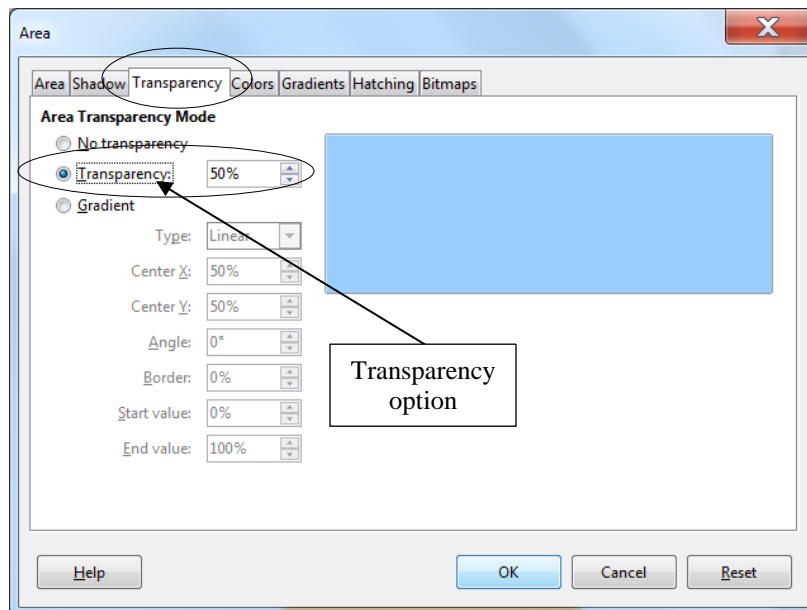 Area
Area Shadow Transparency Colors Gradients Hatching Bitmaps
Area Transparency Mode
No transparency
Transparency: 50%
Gradient
Type: Linear
Center X: 50%
Center Y: 50%
Angle: 0°
Border: 0%
Start value: 0%
End value: 100%
Transparency
option
Help OK Cancel Reset